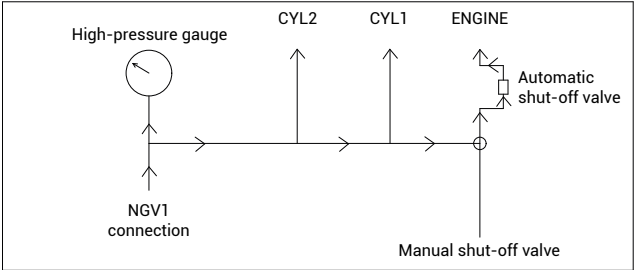 CYL2 CYL1 ENGINE
High-pressure gauge
Automatic
shut-off valve
NGV1
connection
Manual shut-off valve